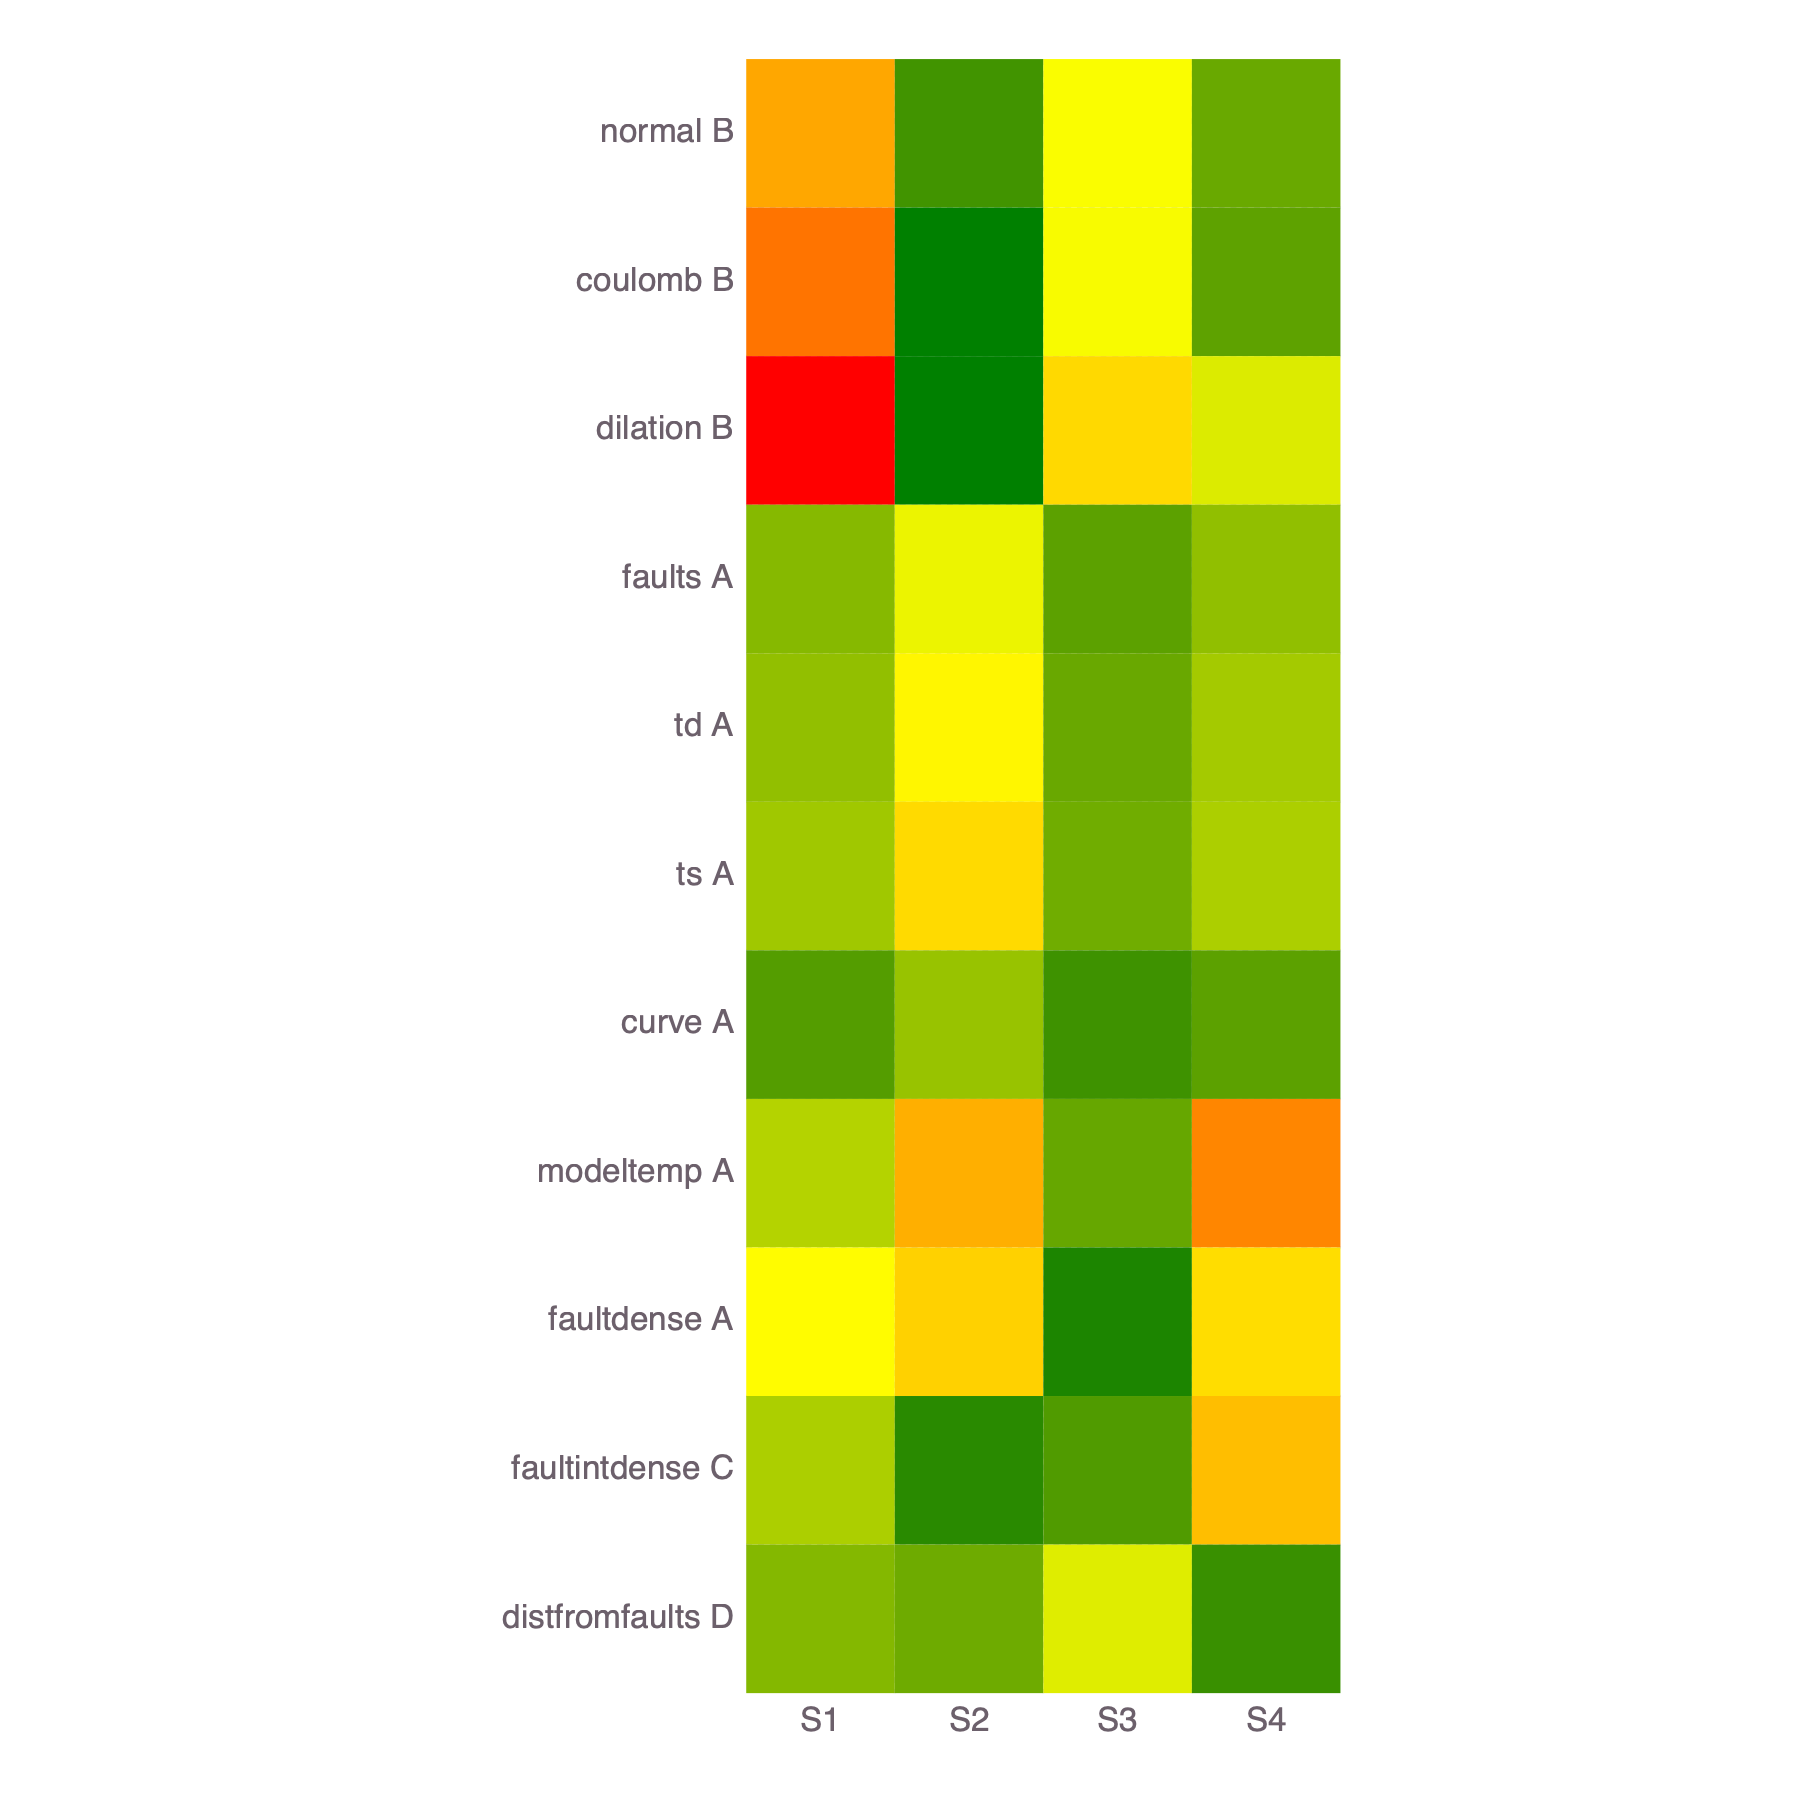 normal B
coulomb B
dilation B
faults A
td A
ts A
curve A
modeltemp A
faultdense A
faultintdense C
distfromfaults D
S1 S2 S3 S4